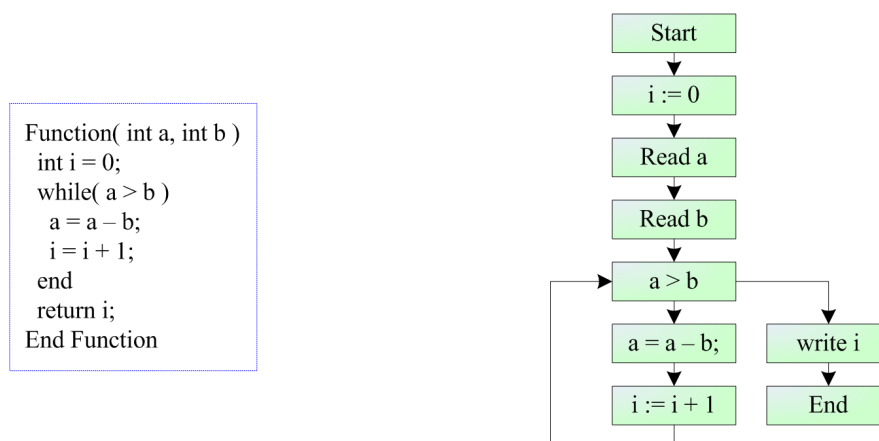 Function( int a, int b )
int i = 0;
while( a > b )
a = a – b;
i = i + 1;
end
return i;
End Function
Start
i := 0
Read a
Read b
a > b
a = a – b;
write i
i := i + 1
End